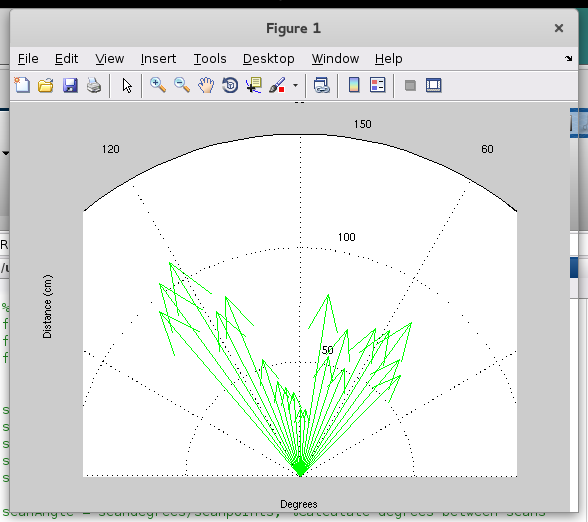 Figure 1
File Edit View Insert Tools Desktop Window Help
150
120
60
100
50
Distance (cm)
Degrees
R
/u
%a
f
f
f
s
s
s
s
s
scanAngle = scandegrees/scanpoints; %calculate degrees between scans